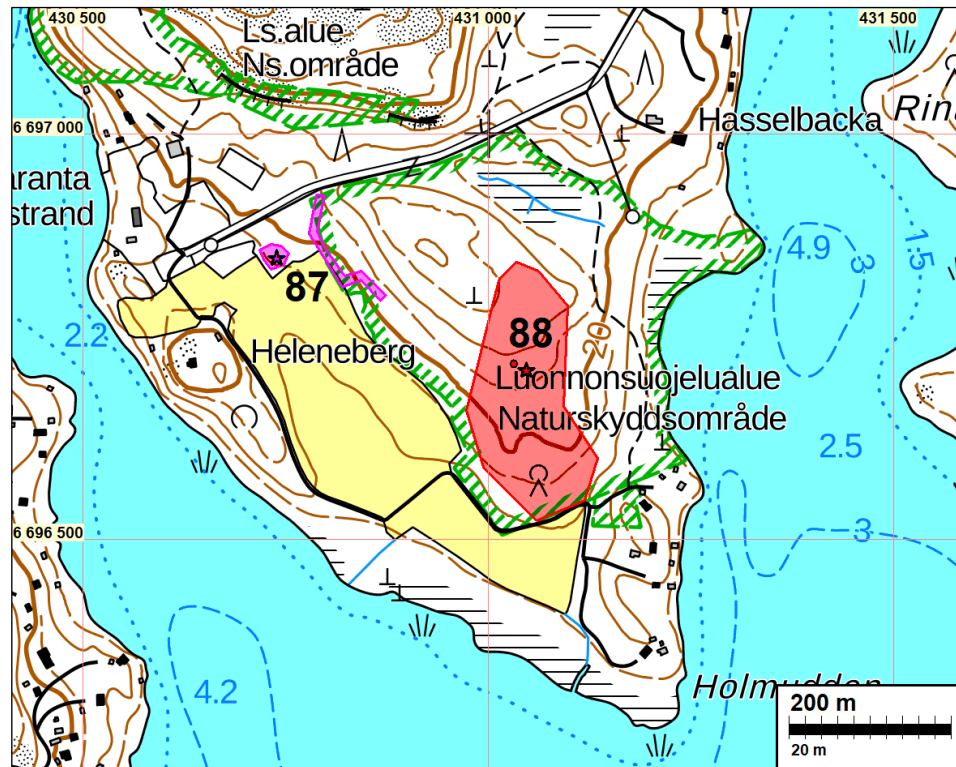 430 500
431 000
431 500
Ls.alue
Ns.område
6 697 000
Hasselbacka
aranta
strand
4.9
3
1.5
87
2.2
88
20
Heleneberg
Luonnonsuojelualue
Naturskyddsområde
2.5
6 696 500
3
4.2
Holmudden
200 m
20 m